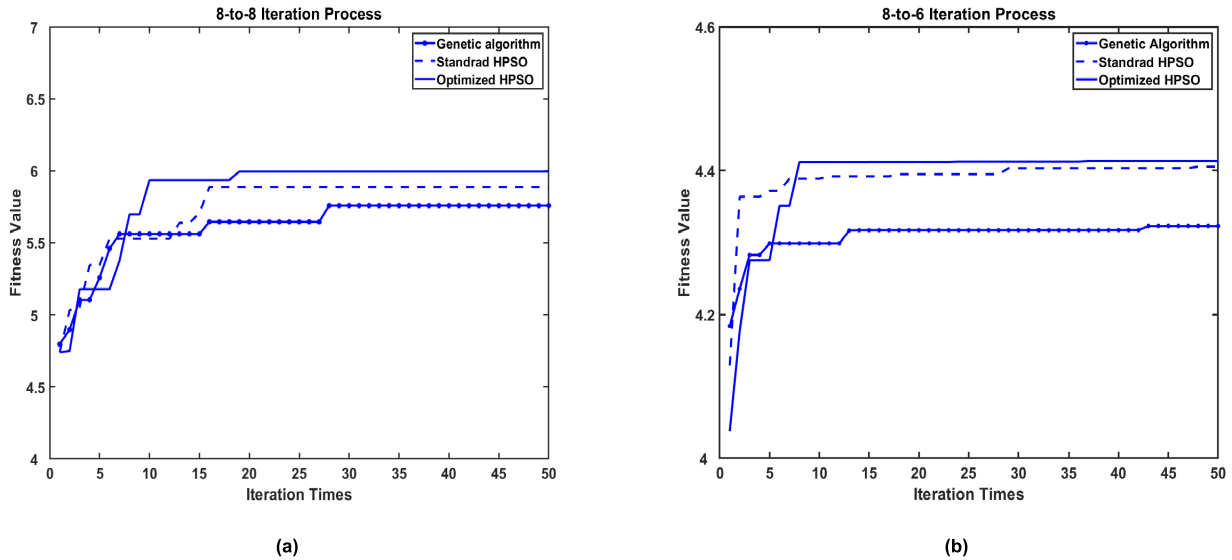 8-to-8 Iteration Process
7
6.5
6
5.5
5
4.5
4
Fitness Value
0 5 10 15 20 25 30 35 40 45 50
Iteration Times
Genetic algorithm
Standrad HPSO
Optimized HPSO
(a)
8-to-6 Iteration Process
4.6
4.4
4.2
4
Fitness Value
0 5 10 15 20 25 30 35 40 45 50
Iteration Times
Genetic Algorithm
Standrad HPSO
Optimized HPSO
(b)